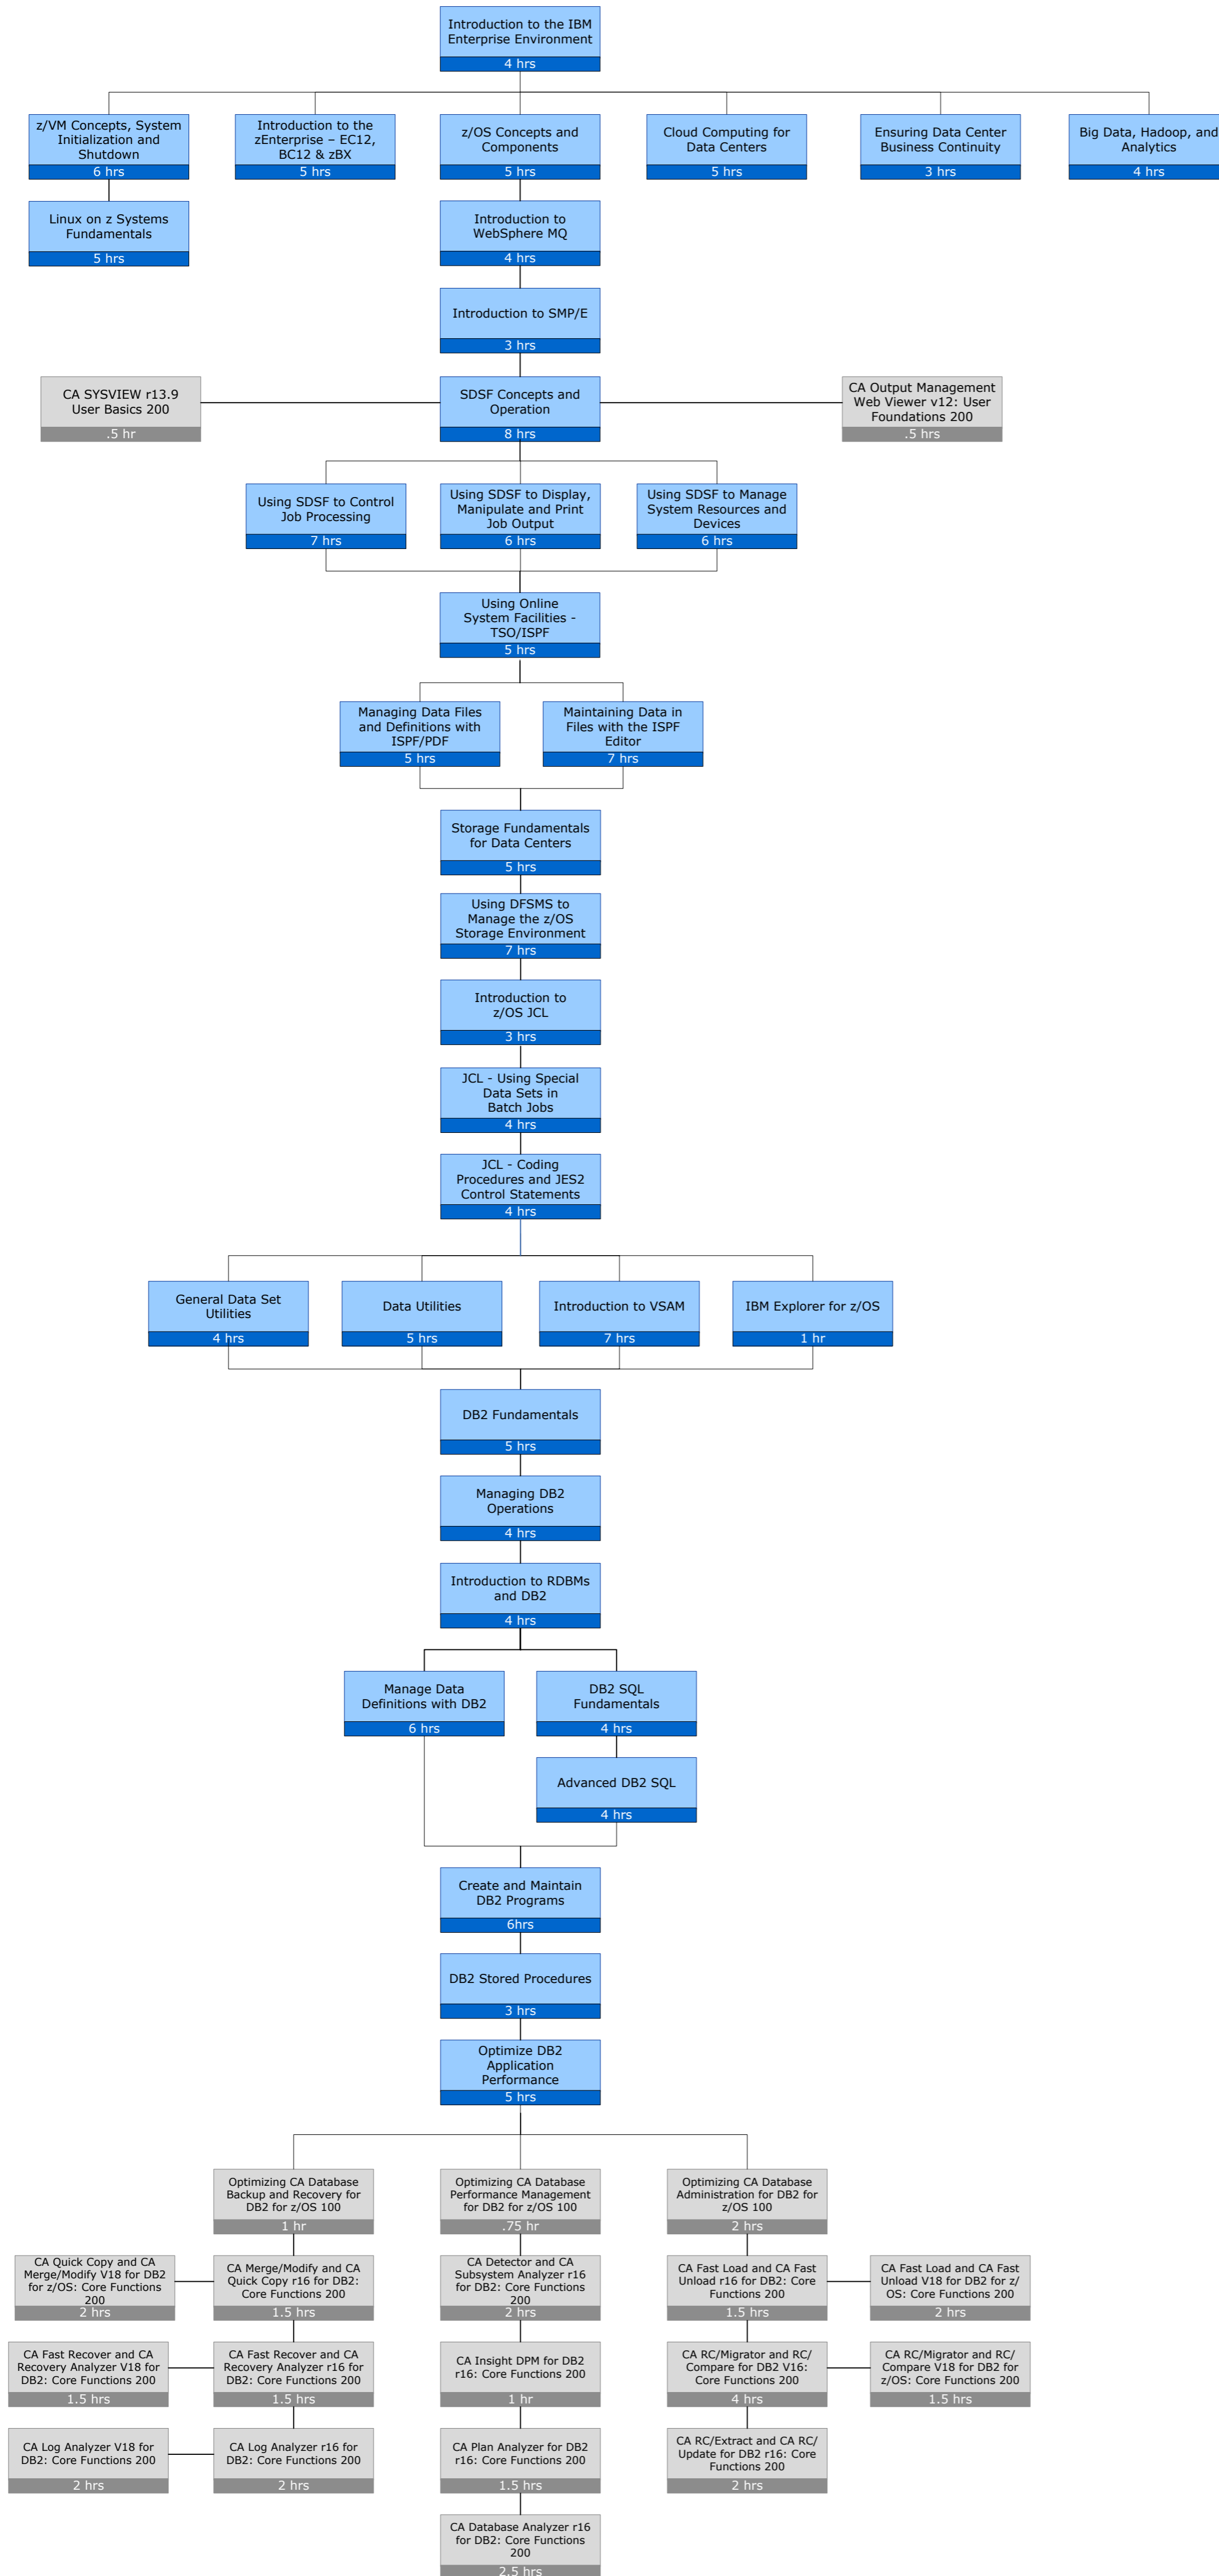 Introduction to the IBM
Enterprise Environment
4 hrs
z/VM Concepts, System
Initialization and
Shutdown
6 hrs
Introduction to the
zEnterprise – EC12,
BC12 & zBX
5 hrs
z/OS Concepts and
Components
5 hrs
Cloud Computing for
Data Centers
5 hrs
Ensuring Data Center
Business Continuity
3 hrs
Big Data, Hadoop, and
Analytics
4 hrs
Linux on z Systems
Fundamentals
5 hrs
Introduction to
WebSphere MQ
4 hrs
Introduction to SMP/E
3 hrs
CA SYSVIEW r13.9
User Basics 200
.5 hr
SDSF Concepts and
Operation
8 hrs
CA Output Management
Web Viewer v12: User
Foundations 200
.5 hrs
Using SDSF to Control
Job Processing
7 hrs
Using SDSF to Display,
Manipulate and Print
Job Output
6 hrs
Using SDSF to Manage
System Resources and
Devices
6 hrs
Using Online
System Facilities -
TSO/ISPF
5 hrs
Managing Data Files
and Definitions with
ISPF/PDF
5 hrs
Maintaining Data in
Files with the ISPF
Editor
7 hrs
Storage Fundamentals
for Data Centers
5 hrs
Using DFSMS to
Manage the z/OS
Storage Environment
7 hrs
Introduction to
z/OS JCL
3 hrs
JCL - Using Special
Data Sets in
Batch Jobs
4 hrs
JCL - Coding
Procedures and JES2
Control Statements
4 hrs
General Data Set
Utilities
4 hrs
Data Utilities
5 hrs
Introduction to VSAM
7 hrs
IBM Explorer for z/OS
1 hr
DB2 Fundamentals
5 hrs
Managing DB2
Operations
4 hrs
Introduction to RDBMs
and DB2
4 hrs
Manage Data
Definitions with DB2
6 hrs
DB2 SQL
Fundamentals
4 hrs
Advanced DB2 SQL
4 hrs
Create and Maintain
DB2 Programs
6hrs
DB2 Stored Procedures
3 hrs
Optimize DB2
Application
Performance
5 hrs
Optimizing CA Database
Backup and Recovery for
DB2 for z/OS 100
1 hr
Optimizing CA Database
Performance Management
for DB2 for z/OS 100
.75 hr
Optimizing CA Database
Administration for DB2 for
z/OS 100
2 hrs
CA Quick Copy and CA
Merge/Modify V18 for DB2
for z/OS: Core Functions
200
2 hrs
CA Merge/Modify and CA
Quick Copy r16 for DB2:
Core Functions 200
1.5 hrs
CA Detector and CA
Subsystem Analyzer r16
for DB2: Core Functions
200
2 hrs
CA Fast Load and CA Fast
Unload r16 for DB2: Core
Functions 200
1.5 hrs
CA Fast Load and CA Fast
Unload V18 for DB2 for z/
OS: Core Functions 200
2 hrs
CA Fast Recover and CA
Recovery Analyzer V18 for
DB2: Core Functions 200
1.5 hrs
CA Fast Recover and CA
Recovery Analyzer r16 for
DB2: Core Functions 200
1.5 hrs
CA Insight DPM for DB2
r16: Core Functions 200
1 hr
CA RC/Migrator and RC/
Compare for DB2 V16:
Core Functions 200
4 hrs
CA RC/Migrator and RC/
Compare V18 for DB2 for
z/OS: Core Functions 200
1.5 hrs
CA Log Analyzer V18 for
DB2: Core Functions 200
2 hrs
CA Log Analyzer r16 for
DB2: Core Functions 200
2 hrs
CA Plan Analyzer for DB2
r16: Core Functions 200
1.5 hrs
CA RC/Extract and CA RC/
Update for DB2 r16: Core
Functions 200
2 hrs
CA Database Analyzer r16
for DB2: Core Functions
200
2.5 hrs